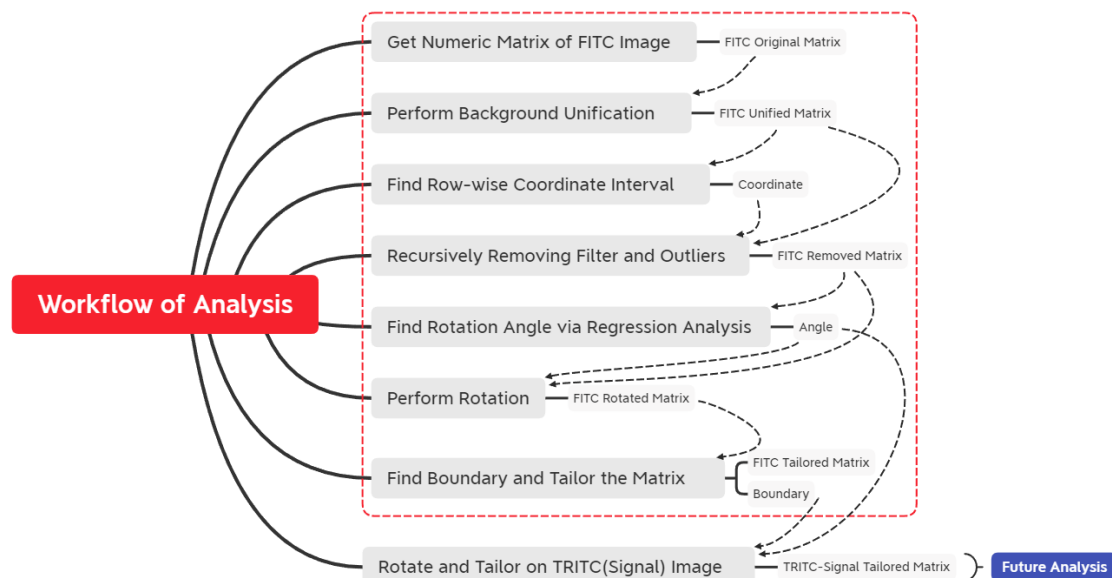 Get Numeric Matrix of FITC Image
FITC Original Matrix
Perform Background Unification
FITC Unified Matrix
Find Row-wise Coordinate Interval
Coordinate
Recursively Removing Filter and Outliers
FITC Removed Matrix
Workflow of Analysis
Find Rotation Angle via Regression Analysis
Angle
Perform Rotation
FITC Rotated Matrix
Find Boundary and Tailor the Matrix
FITC Tailored Matrix
Boundary
Rotate and Tailor on TRITC(Signal) Image
TRITC-Signal Tailored Matrix
Future Analysis